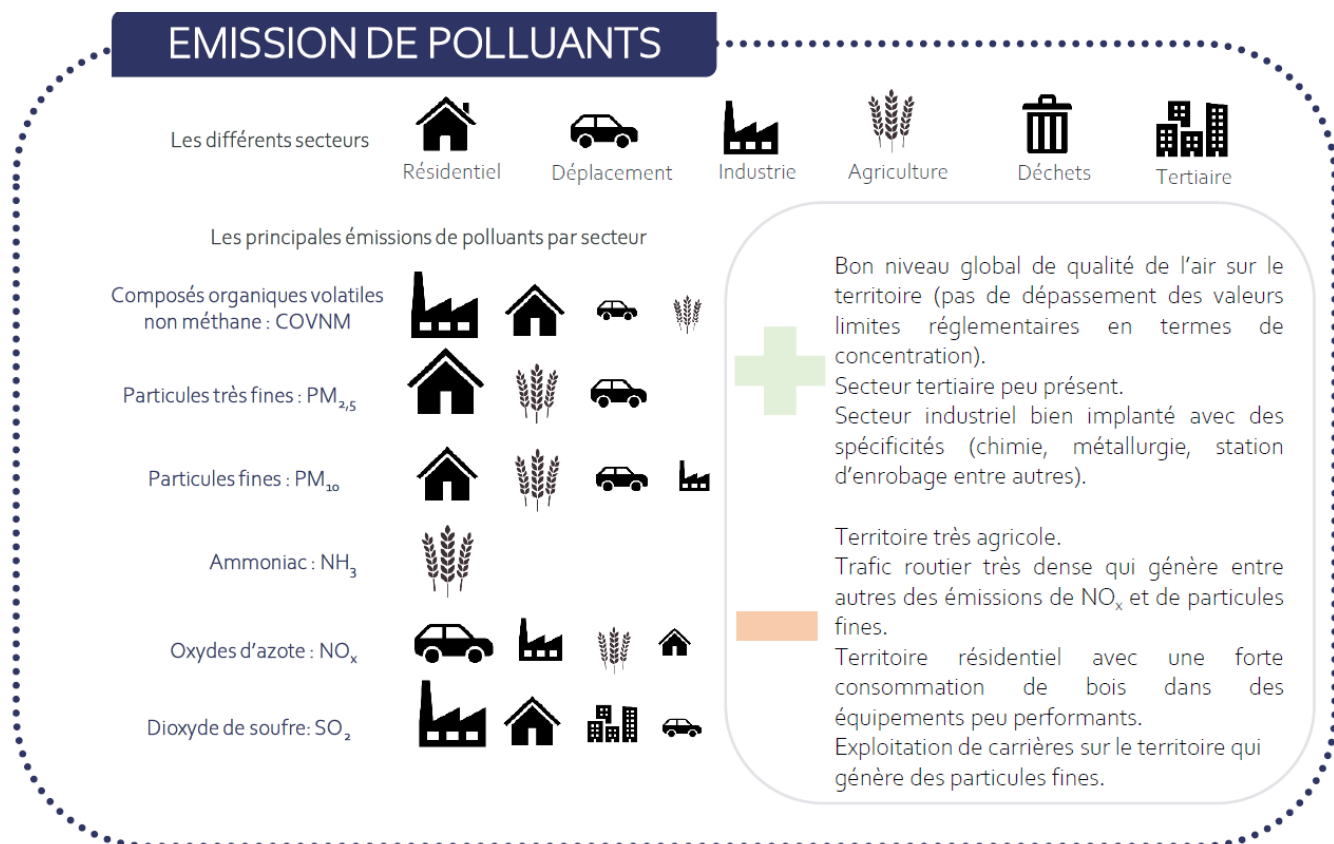 EMISSION DE POLLUANTS
Les différents secteurs
Résidentiel
Déplacement
Industrie
Agriculture
Déchets
Tertiaire
Les principales émissions de polluants par secteur
Composés organiques volatiles
non méthane : COVNM
Particules très fines : PM2,5
Particules fines : PM10
Ammoniac : NH3
Oxydes d'azote : NOx
Dioxyde de soufre: SO2
Bon niveau global de qualité de l'air sur le
territoire (pas de dépassement des valeurs
limites réglementaires en termes de
concentration).
Secteur tertiaire peu présent.
Secteur industriel bien implanté avec des
spécificités (chimie, métallurgie, station
d'enrobage entre autres).
Territoire très agricole.
Trafic routier très dense qui génère entre
autres des émissions de NOx et de particules
fines.
Territoire résidentiel avec une forte
consommation de bois dans des
équipements peu performants.
Exploitation de carrières sur le territoire qui
génère des particules fines.